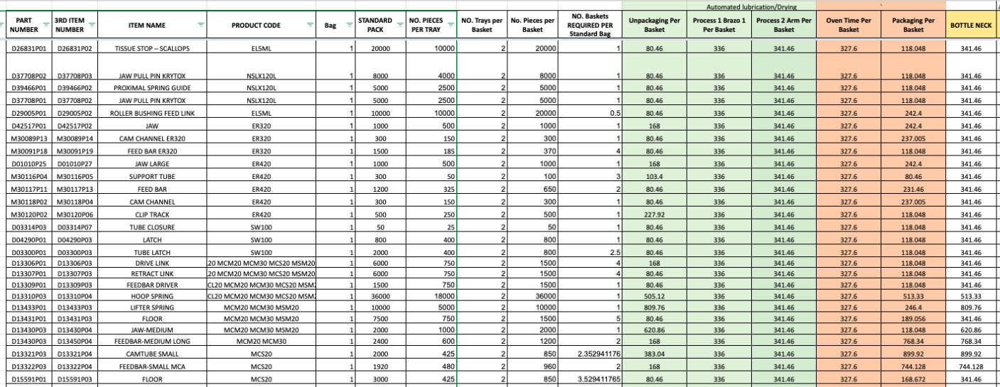 Automated lubrication/Drying `
PART NUMBER 3RD ITEM NUMBER ITEM NAME PRODUCT CODE Bag STANDARD PACK NO. PIECES PER TRAY NO. Trays per Basket No. Pieces per Basket NO. Baskets REQUIRED PER Standard Bag Unpackaging Per Basket Process 1 Brazo 1 Per Basket Process 2 Arm Per Basket Oven Time Per Basket Packaging Per Basket BOTTLE NECK
D26831P01 D26831P02 TISSUE STOP – SCALLOPS EL5ML 1 20000 10000 2 20000 1 80.46 336 341.46 327.6 118.048 341.46
D37708P02 D37708P03 JAW PULL PIN KRYTOX NSLX120L 1 8000 4000 2 8000 1 80.46 336 341.46 327.6 118.048 341.46
D39466P01 D39466P02 PROXIMAL SPRING GUIDE NSLX120L 1 5000 2500 2 5000 1 80.46 336 341.46 327.6 118.048 341.46
D37708P01 D37708P02 JAW PULL PIN KRYTOX NSLX120L 1 5000 2500 2 5000 1 80.46 336 341.46 327.6 118.048 341.46
D29005P01 D29005P02 ROLLER BUSHING FEED LINK EL5ML 1 10000 10000 2 20000 0.5 80.46 336 341.46 327.6 242.4 341.46
D42517P01 D42517P02 JAW ER320 1 1000 500 2 1000 1 168 336 341.46 327.6 242.4 341.46
M30089P13 M30089P14 CAM CHANNEL ER320 ER320 1 300 150 2 300 1 80.46 336 341.46 327.6 237.005 341.46
M30091P18 M30091P19 FEED BAR ER320 ER320 1 1500 185 2 370 4 80.46 336 341.46 327.6 118.048 341.46
D01010P25 D01010P27 JAW LARGE ER420 1 1000 500 2 1000 1 168 336 341.46 327.6 242.4 341.46
M30116P04 M30116P05 SUPPORT TUBE ER420 1 300 50 2 100 3 103.4 336 341.46 327.6 80.46 341.46
M30117P11 M30117P13 FEED BAR ER420 1 1200 325 2 650 2 80.46 336 341.46 327.6 231.46 341.46
M30118P02 M30118P04 CAM CHANNEL ER420 1 300 150 2 300 1 80.46 336 341.46 327.6 237.005 341.46
M30120P02 M30120P06 CLIP TRACK ER420 1 500 250 2 500 1 227.92 336 341.46 327.6 118.048 341.46
D03314P03 D03314P07 TUBE CLOSURE SW100 1 50 25 2 50 1 80.46 336 341.46 327.6 118.048 341.46
D04290P01 D04290P03 LATCH SW100 1 800 400 2 800 1 80.46 336 341.46 327.6 118.048 341.46
D03300P01 D03300P03 TUBE LATCH SW100 1 2000 400 2 800 2.5 80.46 336 341.46 327.6 118.048 341.46
D13306P01 D13306P03 DRIVE LINK .20 MCM20 MCM30 MCS20 MSM20 1 6000 750 2 1500 4 168 336 341.46 327.6 118.048 341.46
D13307P01 D13307P03 RETRACT LINK .20 MCM20 MCM30 MCS20 MSM20 1 6000 750 2 1500 4 80.46 336 341.46 327.6 118.048 341.46
D13309P01 D13309P03 FEEDBAR DRIVER CL20 MCM20 MCM30 MCS20 MSM2 1 1500 750 2 1500 1 80.46 336 341.46 327.6 118.048 341.46
D13310P03 D13310P04 HOOP SPRING CL20 MCM20 MCM30 MCS20 MSM2 1 36000 18000 2 36000 1 505.12 336 341.46 327.6 513.33 513.33
D13433P01 D13433P03 LIFTER SPRING MCM20 MCM30 MSM20 1 10000 5000 2 10000 1 809.76 336 341.46 327.6 246.4 809.76
D13431P01 D13431P03 FLOOR MCM20 MCM30 MSM20 1 7500 750 2 1500 5 80.46 336 341.46 327.6 189.056 341.46
D13430P03 D13430P04 JAW-MEDIUM MCM20 MCM30 MSM20 1 2000 1000 2 2000 1 620.86 336 341.46 327.6 118.048 620.86
D13430P03 D13450P04 FEEDBAR-MEDIUM LONG MCM20 MCM30 1 2400 600 2 1200 2 168 336 341.46 327.6 768.34 768.34
D13321P03 D13321P04 CAMTUBE SMALL MCS20 1 2000 425 2 850 2.352941176 383.04 336 341.46 327.6 899.92 899.92
D13322P03 D13322P04 FEEDBAR-SMALL MCA MCS20 1 1920 480 2 960 2 168 336 341.46 327.6 744.128 744.128
D15591P01 D15591P03 FLOOR MCS20 1 3000 425 2 850 3.529411765 80.46 336 341.46 327.6 168.672 341.46